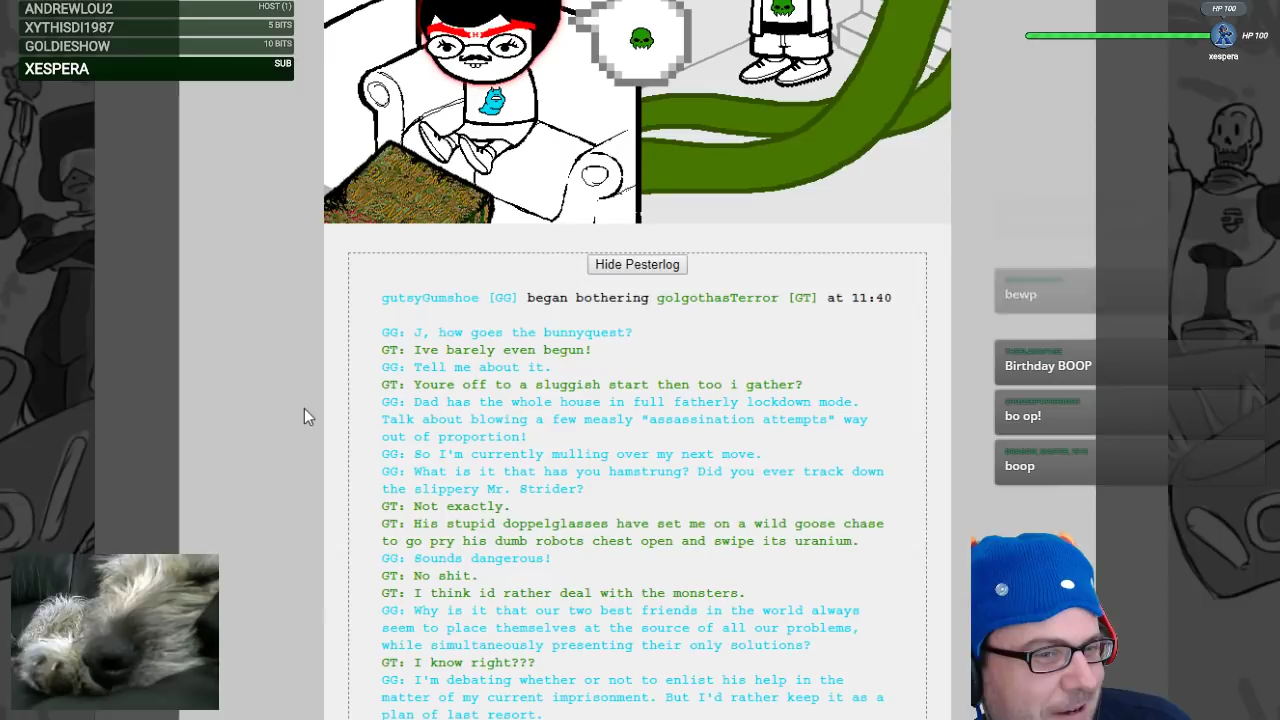 ANDREWLOU2 HOST (1)
XYTHISDI1987 5 BITS
GOLDIESHOW 10 BITS
XESPERA SUB
HP 100
HP 100
xespera
H
Hide Pesterlog
gutsyGumshoe [GG] began bothering golgothasTerror [GT] at 11:40
GG: J, how goes the bunnyquest?
GT: Ive barely even begun!
GG: Tell me about it.
GT: Youre off to a sluggish start then too i gather?
GG: Dad has the whole house in full fatherly lockdown mode.
Talk about blowing a few measly "assassination attempts" way
out of proportion!
GG: So I'm currently mulling over my next move.
GG: What is it that has you hamstrung? Did you ever track down
the slippery Mr. Strider?
GT: Not exactly.
GT: His stupid doppelglasses have set me on a wild goose chase
to go pry his dumb robots chest open and swipe its uranium.
GG: Sounds dangerous!
GT: No shit.
GT: I think id rather deal with the monsters.
GG: Why is it that our two best friends in the world always
seem to place themselves at the source of all our problems,
while simultaneously presenting their only solutions?
GT: I know right???
GG: I'm debating whether or not to enlist his help in the
matter of my current imprisonment. But I'd rather keep it as a
plan of last resort.
bewp
Birthday BOOP
bo op!
boop